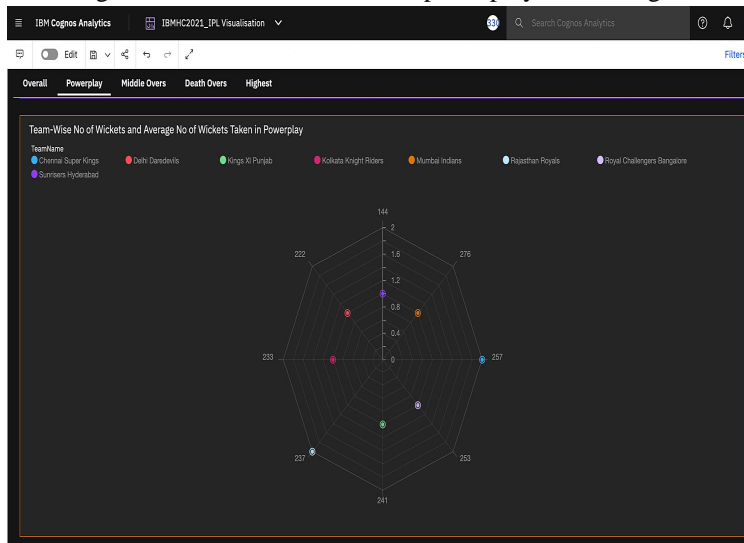 IBM Cognos Analytics
IBMHC2021_IPL Visualisation
Search Cognos Analytics
Edit
Filters
Overall
Powerplay
Middle Overs
Death Overs
Highest
Team-Wise No of Wickets and Average No of Wickets Taken in Powerplay
TeamName
Chennai Super Kings
Delhi Daredevils
Kings XI Punjab
Kolkata Knight Riders
Mumbai Indians
Rajasthan Royals
Royal Challengers Bangalore
Sunrisers Hyderabad
144
2
222
1.6
276
1.2
0.8
0.4
233
0
257
237
253
241